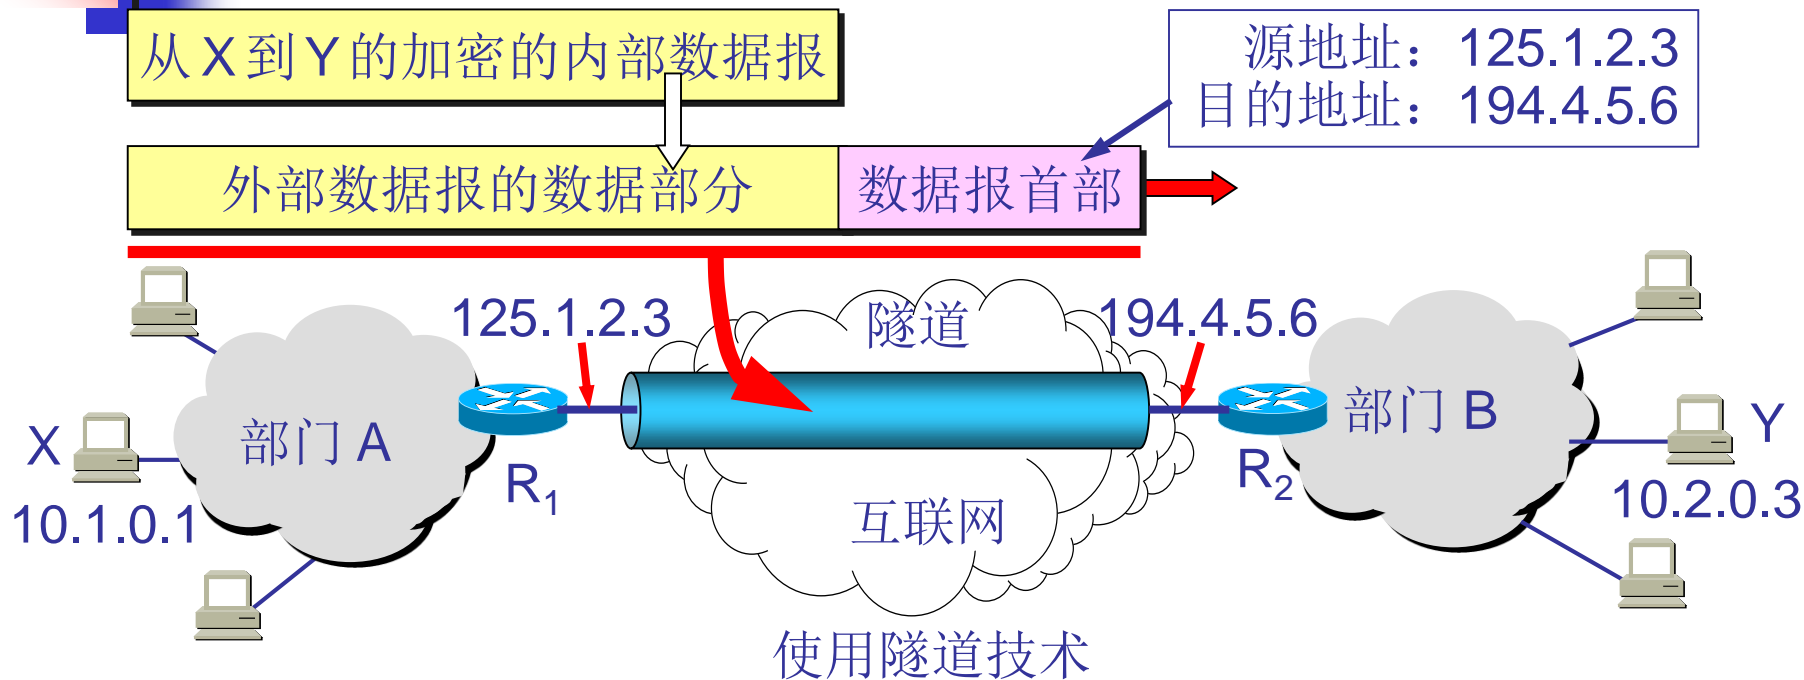 从 X 到 Y 的加密的内部数据报
源地址：125.1.2.3
目的地址：194.4.5.6
外部数据报的数据部分
数据报首部
125.1.2.3
隧道
194.4.5.6
X
部门 A
部门 B
Y
R1
R2
10.1.0.1
互联网
10.2.0.3
使用隧道技术